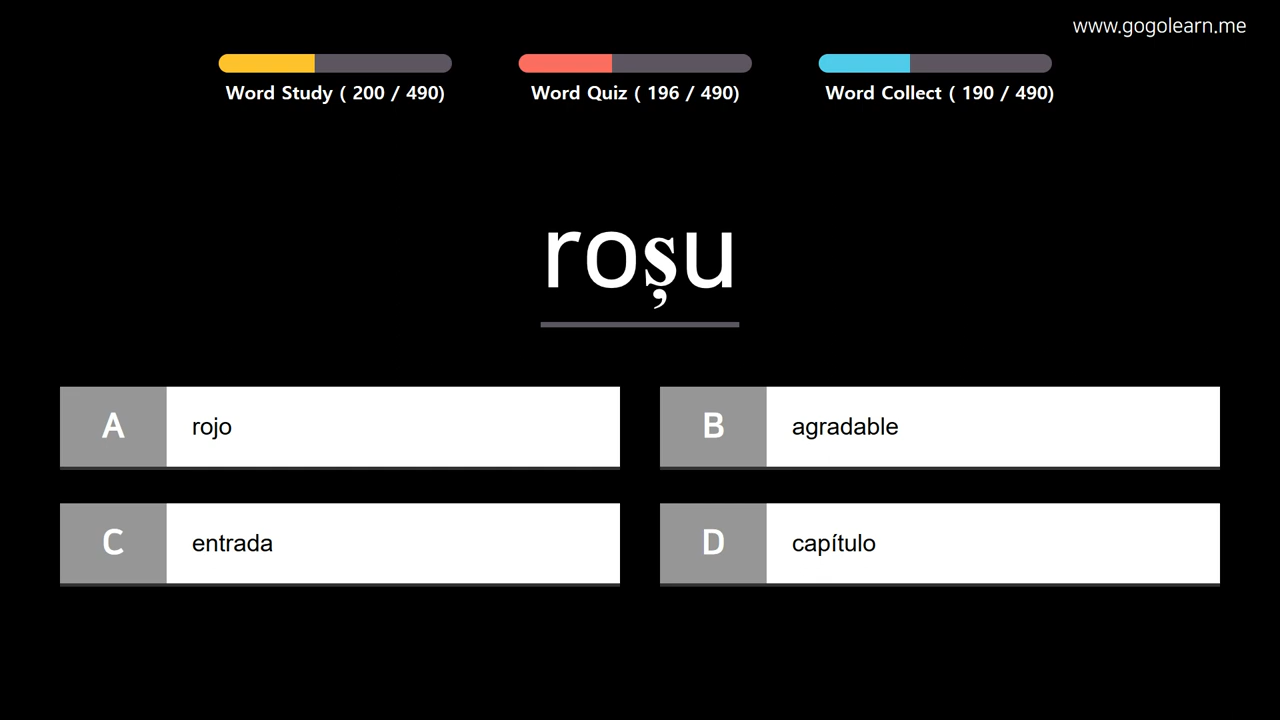 www.gogolearn.me
Word Study ( 200 / 490)
Word Quiz ( 196 / 490)
Word Collect ( 190 / 490)
roșu
A rojo
B agradable
C entrada
D capítulo